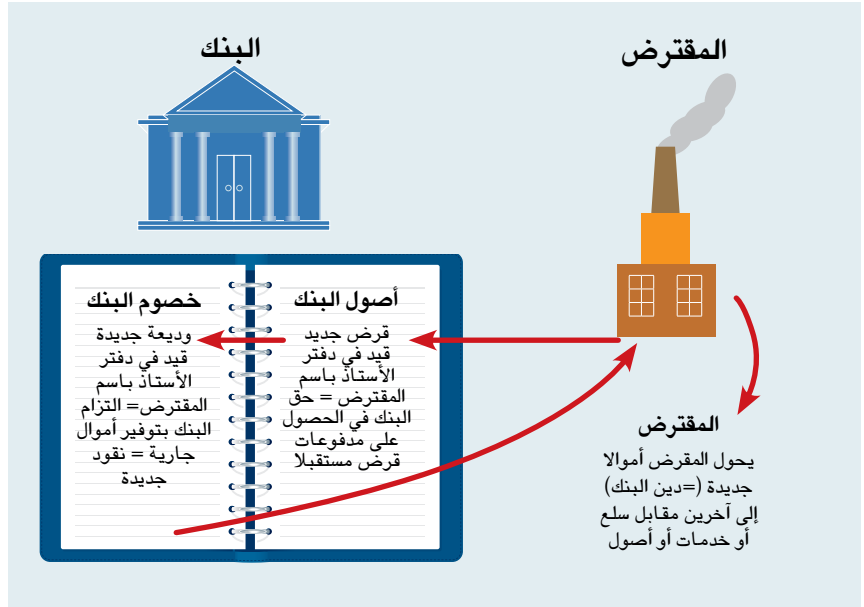 المقترض
البنك
أصول البنك
قرض جديد
قيد في دفتر
الأستاذ باسم
المقترض = حق
البنك في الحصول
على مدفوعات
قرض مستقبلا
خصوم البنك
وديعة جديدة
قيد في دفتر
الأستاذ باسم
المقترض= التزام
البنك بتوفير أموال
جارية = نقود
جديدة
المقترض
يحول المقرض أموالا
جديدة (=دين البنك)
إلى آخرين مقابل سلع
أو خدمات أو أصول